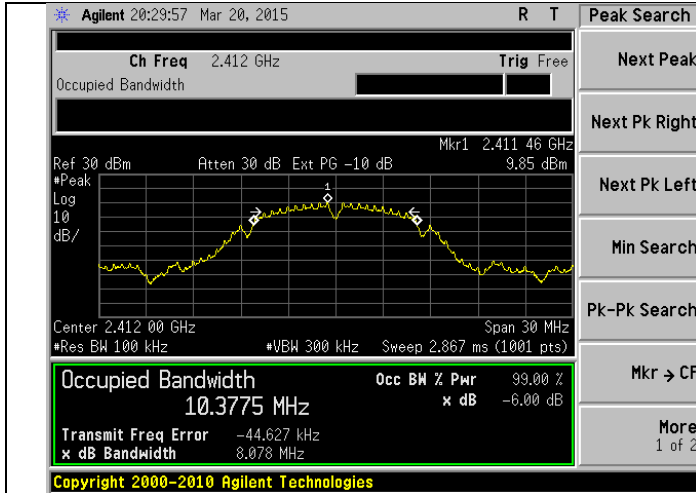 Agilent 20:29:57 Mar 20, 2015 R T
Peak Search
Ch Freq 2.412 GHz Trig Free
Occupied Bandwidth
Next Peak
Next Pk Right
Mkr1 2.411 46 GHz
Ref 30 dBm Atten 30 dB Ext PG -10 dB 9.85 dBm
#Peak
Log
10
dB/
1
Next Pk Left
Min Search
Pk-Pk Search
Center 2.412 00 GHz Span 30 MHz
#Res BW 100 kHz #VBW 300 kHz Sweep 2.867 ms (1001 pts)
Occupied Bandwidth Occ BW % Pwr 99.00 %
10.3775 MHz x dB -6.00 dB
Transmit Freq Error -44.627 kHz
x dB Bandwidth 8.078 MHz
Mkr → CF
More
1 of 2
Copyright 2000-2010 Agilent Technologies